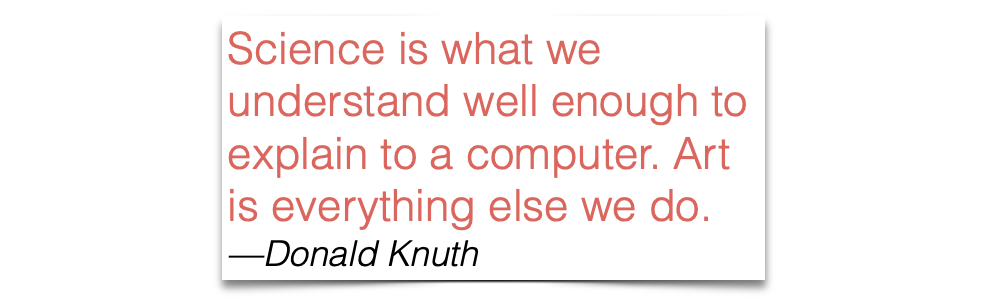 Science is what we
understand well enough to
explain to a computer. Art
is everything else we do.
—Donald Knuth